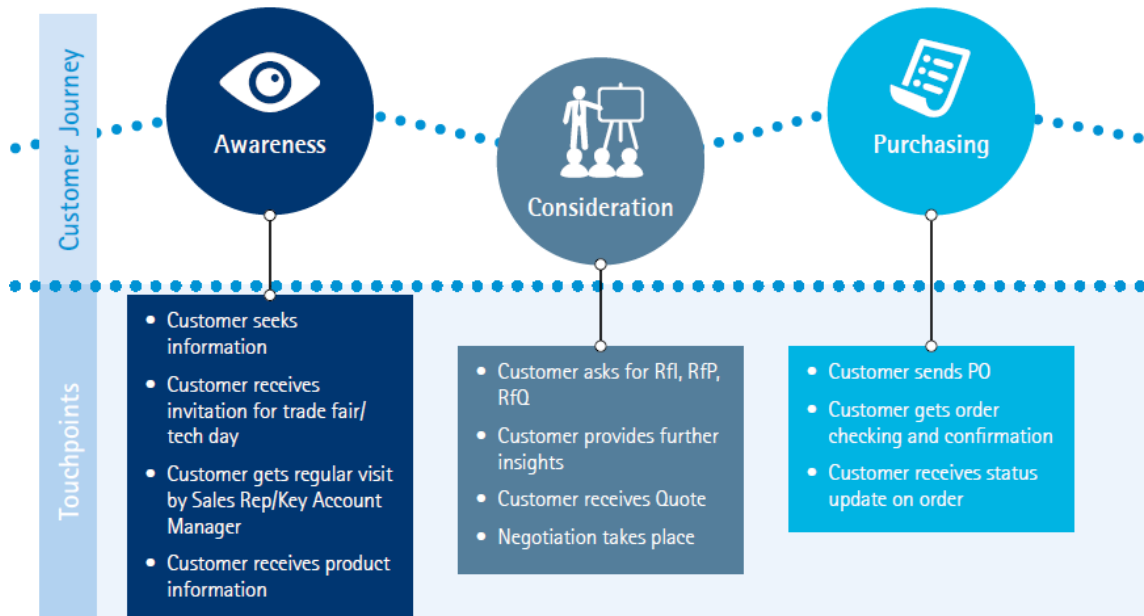 Customer Journey
Awareness
Consideration
Purchasing
Touchpoints
• Customer seeks
information
• Customer receives
invitation for trade fair/
tech day
• Customer gets regular visit
by Sales Rep/Key Account
Manager
• Customer receives product
information
• Customer asks for RfI, RfP,
RfQ
• Customer provides further
insights
• Customer receives Quote
• Negotiation takes place
• Customer sends PO
• Customer gets order
checking and confirmation
• Customer receives status
update on order